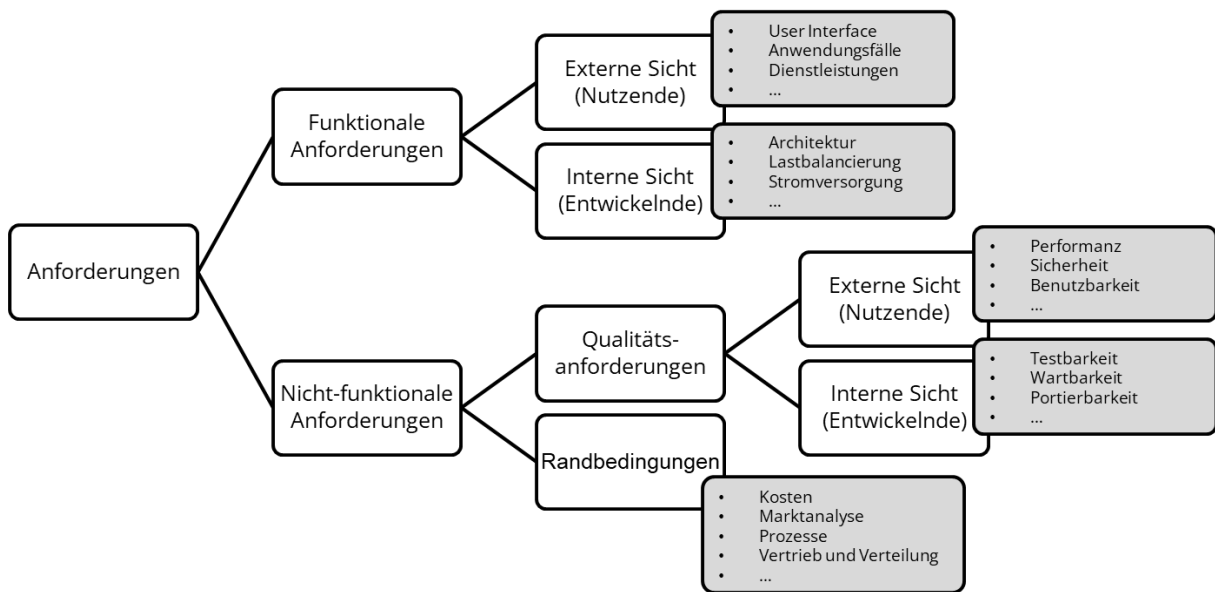 Anforderungen
Funktionale
Anforderungen
Externe Sicht
(Nutzende)
• User Interface
• Anwendungsfälle
• Dienstleistungen
• ...
Interne Sicht
(Entwickelnde)
• Architektur
• Lastbalancierung
• Stromversorgung
• ...
Nicht-funktionale
Anforderungen
Qualitäts-
anforderungen
Externe Sicht
(Nutzende)
• Performanz
• Sicherheit
• Benutzbarkeit
• ...
Interne Sicht
(Entwickelnde)
• Testbarkeit
• Wartbarkeit
• Portierbarkeit
• ...
Randbedingungen
• Kosten
• Marktanalyse
• Prozesse
• Vertrieb und Verteilung
• ...